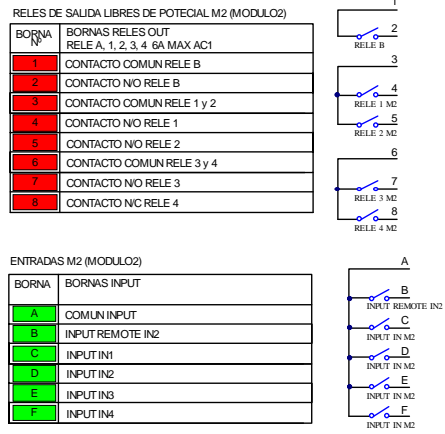 RELES DE SALIDA LIBRES DE POTECIAL M2 (MODULO2)
BORNA Nº
BORNAS RELES OUT
RELE A, 1, 2, 3, 4 6A MAX AC1
1 CONTACTO COMUN RELE B
2 CONTACTO N/O RELE B
3 CONTACTO COMUN RELE 1 y 2
4 CONTACTO N/O RELE 1
5 CONTACTO N/O RELE 2
6 CONTACTO COMUN RELE 3 y 4
7 CONTACTO N/O RELE 3
8 CONTACTO N/C RELE 4
1
2
RELE B
3
4
RELE 1 M2
5
RELE 2 M2
6
7
RELE 3 M2
8
RELE 4 M2
ENTRADAS M2 (MODULO2)
BORNA BORNAS INPUT
A COMUN INPUT
B INPUT REMOTE IN2
C INPUT IN1
D INPUT IN2
E INPUT IN3
F INPUT IN4
A
B
INPUT REMOTE IN2
C
INPUT IN M2
D
INPUT IN M2
E
INPUT IN M2
F
INPUT IN M2